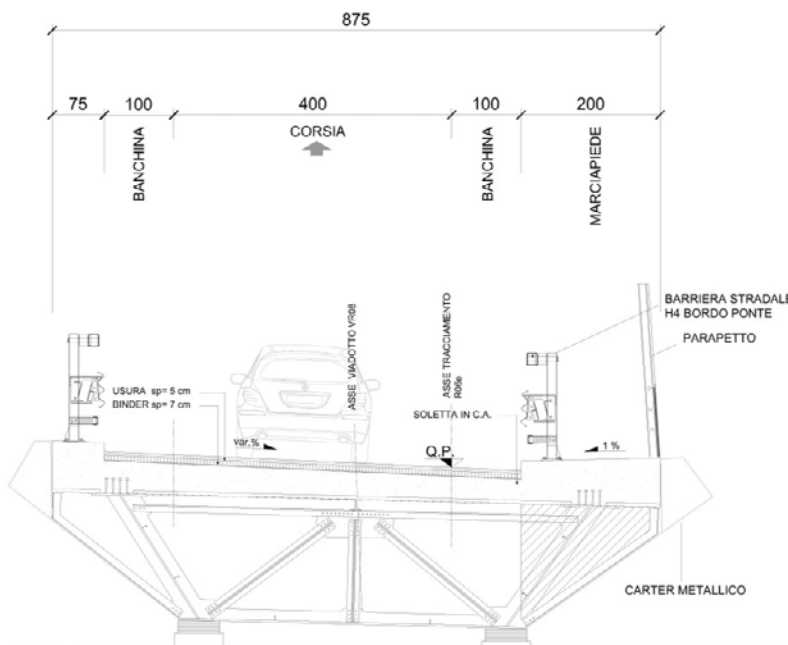 875
75
100
400
100
200
BANCHINA
CORSIA
BANCHINA
MARCIAPIEDE
BARRIERA STRADALE
H4 BORDO PONTE
PARAPETTO
ASSE VIADOTTO VR08
ASSE TRACCIAMENTO
R06e
USURA sp= 5 cm
BINDER sp= 7 cm
SOLETTA IN C.A.
var.%
Q.P.
1 %
CARTER METALLICO